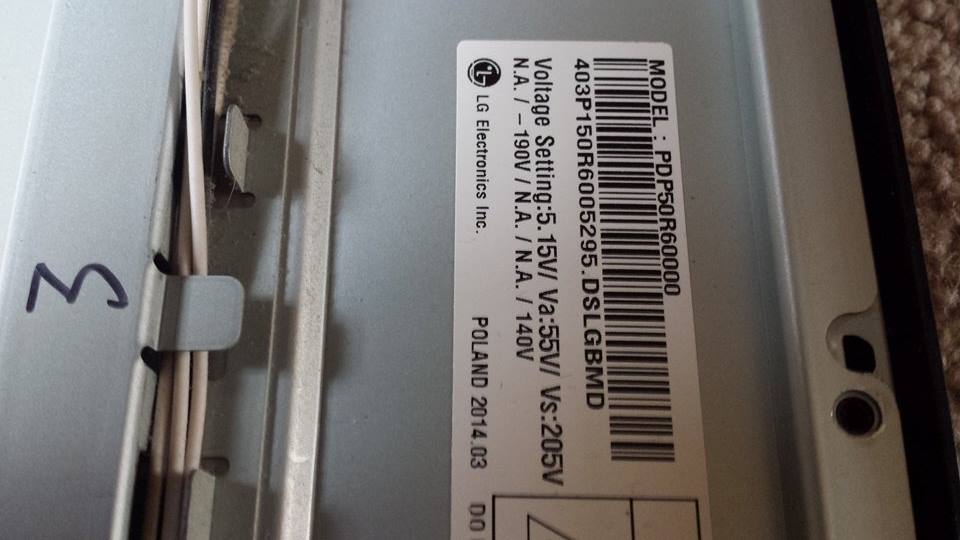 MODEL : PDP50R60000
403P150R6005295.DSLGBMD
Voltage Setting:5.15V/ Va:55V/ Vs:205V
N.A. / -190V / N.A. / N.A. / 140V
LG Electronics Inc. POLAND 2014.03 DO